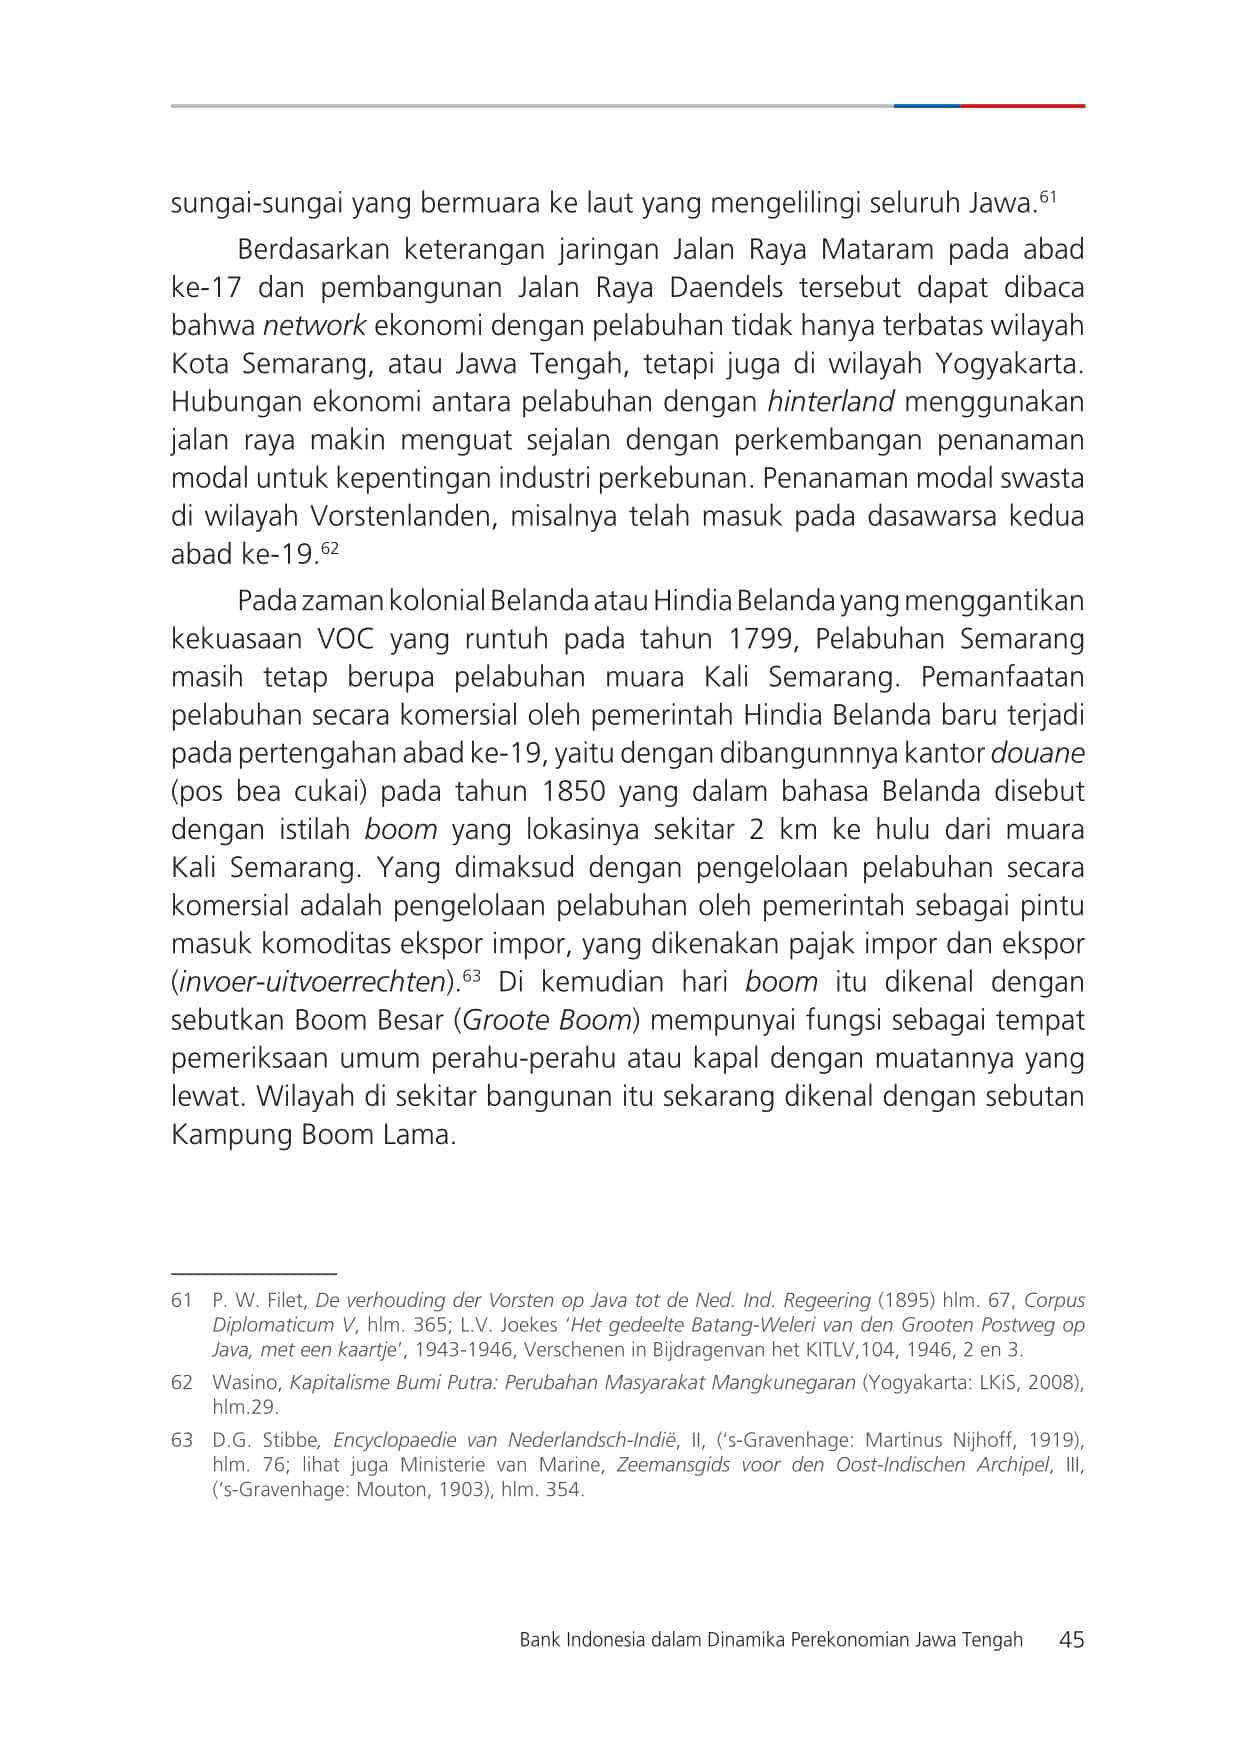 sungai-sungai yang bermuara ke laut yang mengelilingi seluruh Jawa.61
Berdasarkan keterangan jaringan Jalan Raya Mataram pada abad
ke-17 dan pembangunan Jalan Raya Daendels tersebut dapat dibaca
bahwa network ekonomi dengan pelabuhan tidak hanya terbatas wilayah
Kota Semarang, atau Jawa Tengah, tetapi juga di wilayah Yogyakarta.
Hubungan ekonomi antara pelabuhan dengan hinterland menggunakan
jalan raya makin menguat sejalan dengan perkembangan penanaman
modal untuk kepentingan industri perkebunan. Penanaman modal swasta
di wilayah Vorstenlanden, misalnya telah masuk pada dasawarsa kedua
abad ke-19.62
Pada zaman kolonial Belanda atau Hindia Belanda yang menggantikan
kekuasaan VOC yang runtuh pada tahun 1799, Pelabuhan Semarang
masih tetap berupa pelabuhan muara Kali Semarang. Pemanfaatan
pelabuhan secara komersial oleh pemerintah Hindia Belanda baru terjadi
pada pertengahan abad ke-19, yaitu dengan dibangunnnya kantor douane
(pos bea cukai) pada tahun 1850 yang dalam bahasa Belanda disebut
dengan istilah boom yang lokasinya sekitar 2 km ke hulu dari muara
Kali Semarang. Yang dimaksud dengan pengelolaan pelabuhan secara
komersial adalah pengelolaan pelabuhan oleh pemerintah sebagai pintu
masuk komoditas ekspor impor, yang dikenakan pajak impor dan ekspor
(invoer-uitvoerrechten).63 Di kemudian hari boom itu dikenal dengan
sebutkan Boom Besar (Groote Boom) mempunyai fungsi sebagai tempat
pemeriksaan umum perahu-perahu atau kapal dengan muatannya yang
lewat. Wilayah di sekitar bangunan itu sekarang dikenal dengan sebutan
Kampung Boom Lama.
61 P. W. Filet, De verhouding der Vorsten op Java tot de Ned. Ind. Regeering (1895) hlm. 67, Corpus
Diplomaticum V, hlm. 365; L.V. Joekes ‘Het gedeelte Batang-Weleri van den Grooten Postweg op
Java, met een kaartje’, 1943-1946, Verschenen in Bijdragenvan het KITLV,104, 1946, 2 en 3.
62 Wasino, Kapitalisme Bumi Putra: Perubahan Masyarakat Mangkunegaran (Yogyakarta: LKiS, 2008),
hlm.29.
63 D.G. Stibbe, Encyclopaedie van Nederlandsch-Indië, II, (‘s-Gravenhage: Martinus Nijhoff, 1919),
hlm. 76; lihat juga Ministerie van Marine, Zeemansgids voor den Oost-Indischen Archipel, III,
(‘s-Gravenhage: Mouton, 1903), hlm. 354.
Bank Indonesia dalam Dinamika Perekonomian Jawa Tengah 45